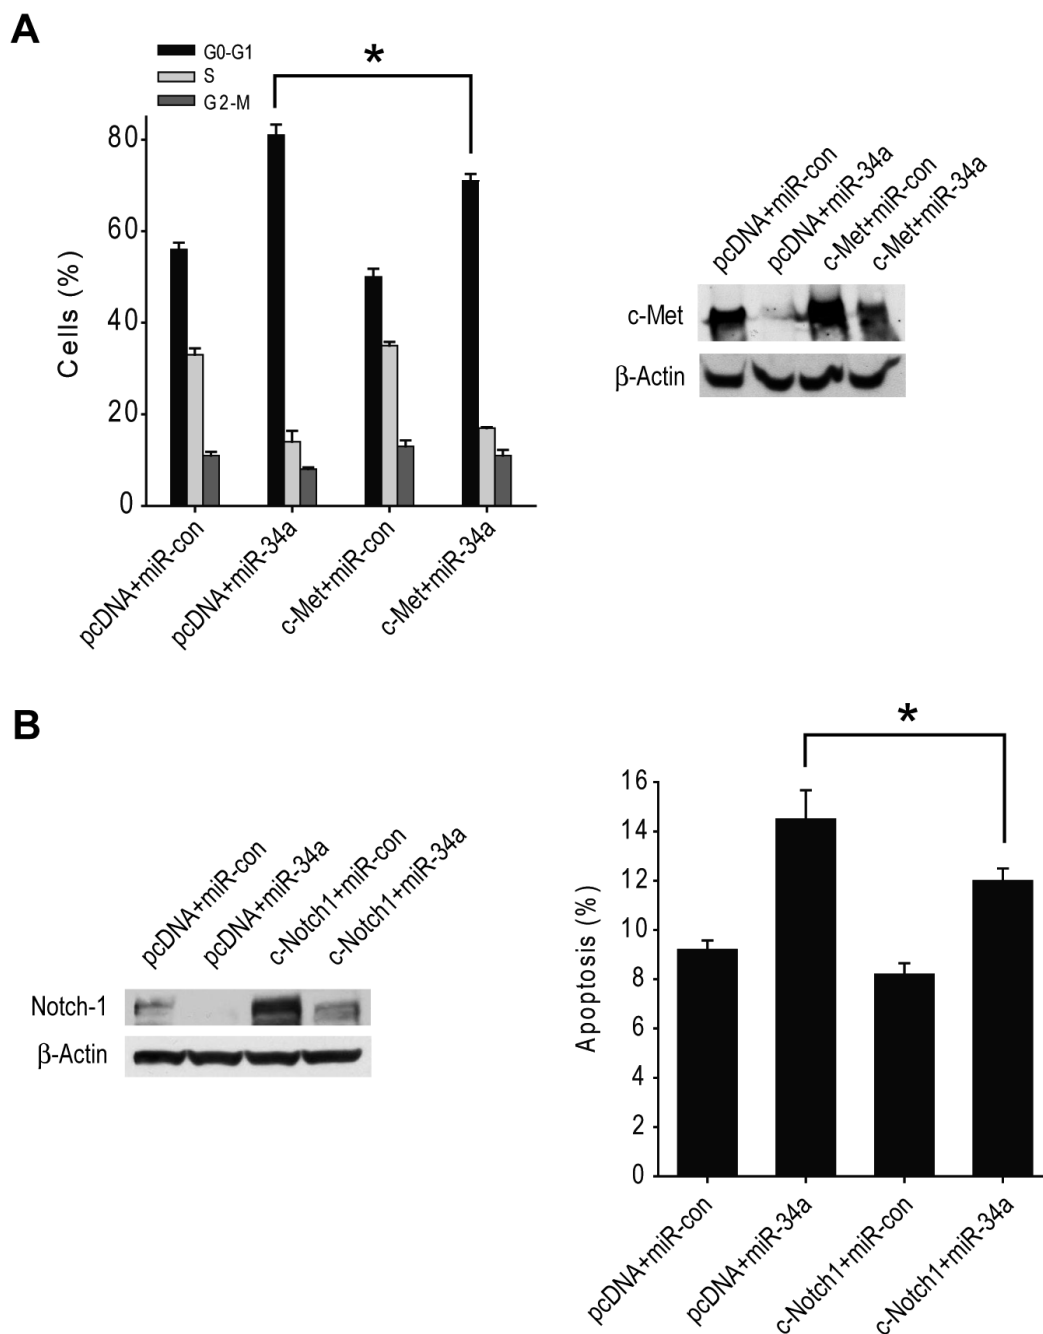 A
G0-G1
S
G2-M
*
80
60
40
20
0
Cells (%)
pcDNA+miR-con
pcDNA+miR-34a
c-Met+miR-con
c-Met+miR-34a
pcDNA+miR-con
pcDNA+miR-34a
c-Met+miR-con
c-Met+miR-34a
c-Met
β-Actin
B
pcDNA+miR-con
pcDNA+miR-34a
c-Notch1+miR-con
c-Notch1+miR-34a
Notch-1
β-Actin
*
16
14
12
10
8
6
4
2
0
Apoptosis (%)
pcDNA+miR-con
pcDNA+miR-34a
c-Notch1+miR-con
c-Notch1+miR-34a